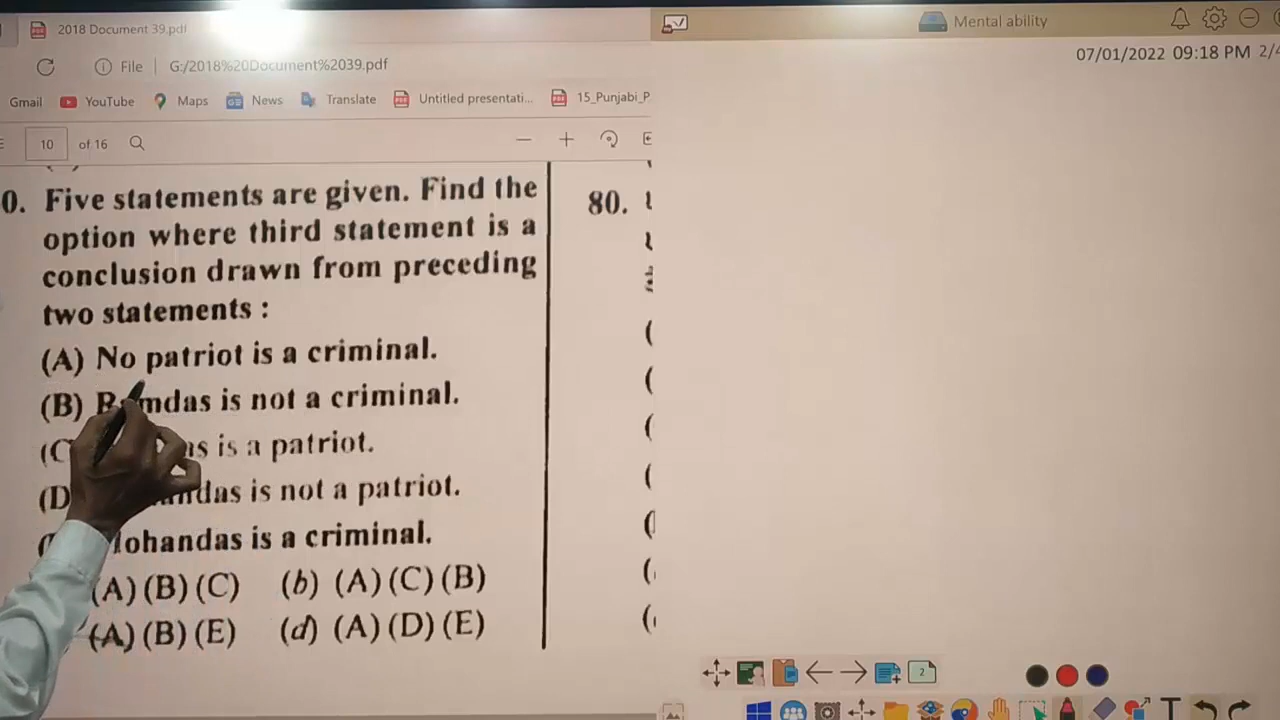 2018 Document 39.pdf
Mental ability
07/01/2022 09:18 PM 2/4
File | G:/2018%20Document%2039.pdf
Gmail YouTube Maps News Translate Untitled presentati... 15_Punjabi_P
10 of 16
0. Five statements are given. Find the
option where third statement is a
conclusion drawn from preceding
two statements :
(A) No patriot is a criminal.
(B) is not a criminal.
is a patriot.
(D) is not a patriot.
is a criminal.
(A) (B) (C) (b) (A) (C) (B)
(A) (B) (E) (d) (A) (D) (E)
80.
2